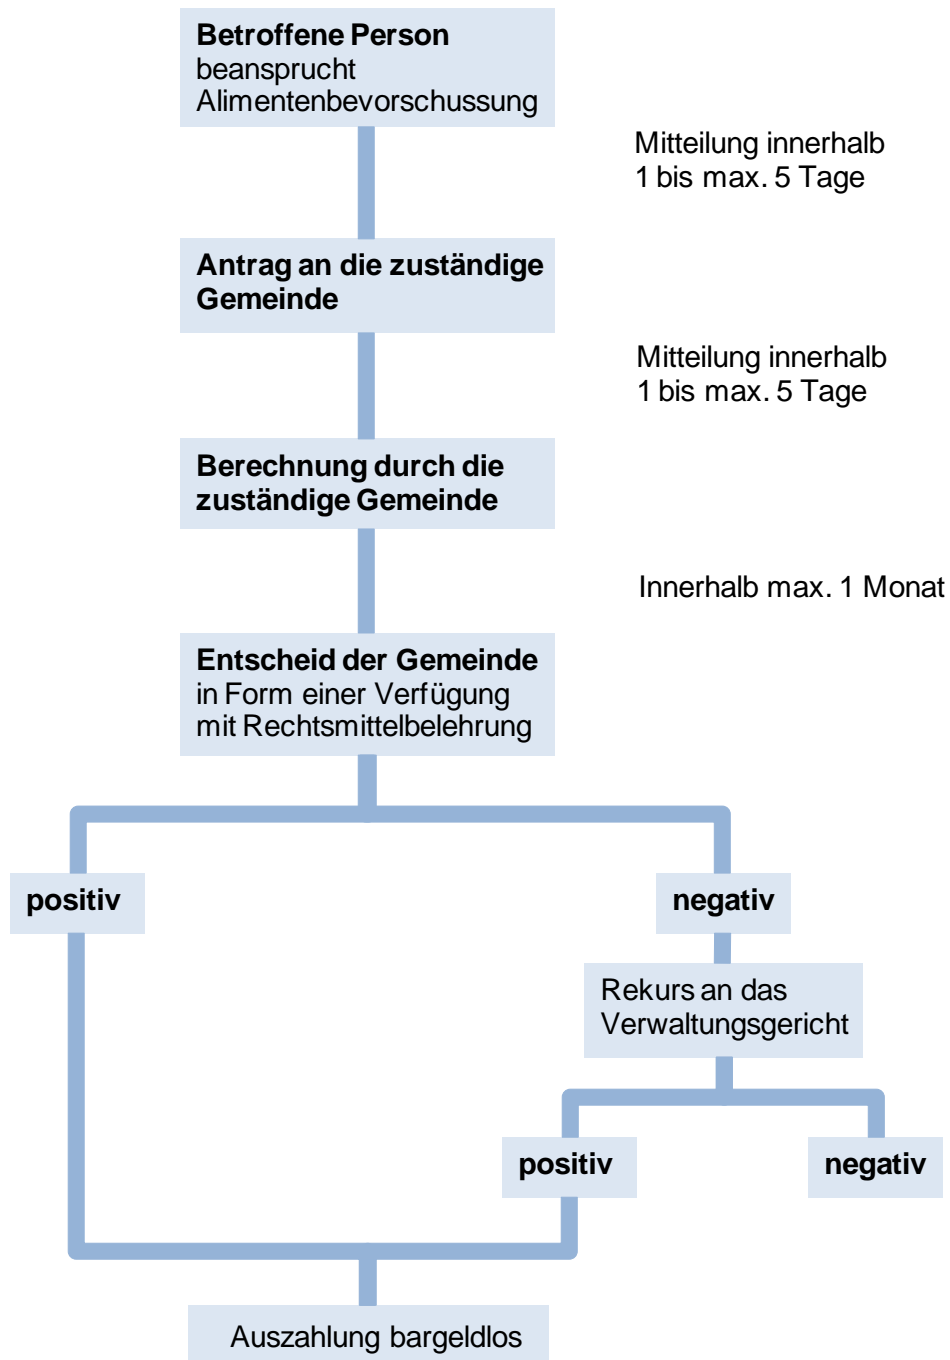 Betroffene Person
beansprucht
Alimentenbevorschussung
Mitteilung innerhalb
1 bis max. 5 Tage
Antrag an die zuständige
Gemeinde
Mitteilung innerhalb
1 bis max. 5 Tage
Berechnung durch die
zuständige Gemeinde
Innerhalb max. 1 Monat
Entscheid der Gemeinde
in Form einer Verfügung
mit Rechtsmittelbelehrung
positiv
negativ
Rekurs an das
Verwaltungsgericht
positiv
negativ
Auszahlung bargeldlos